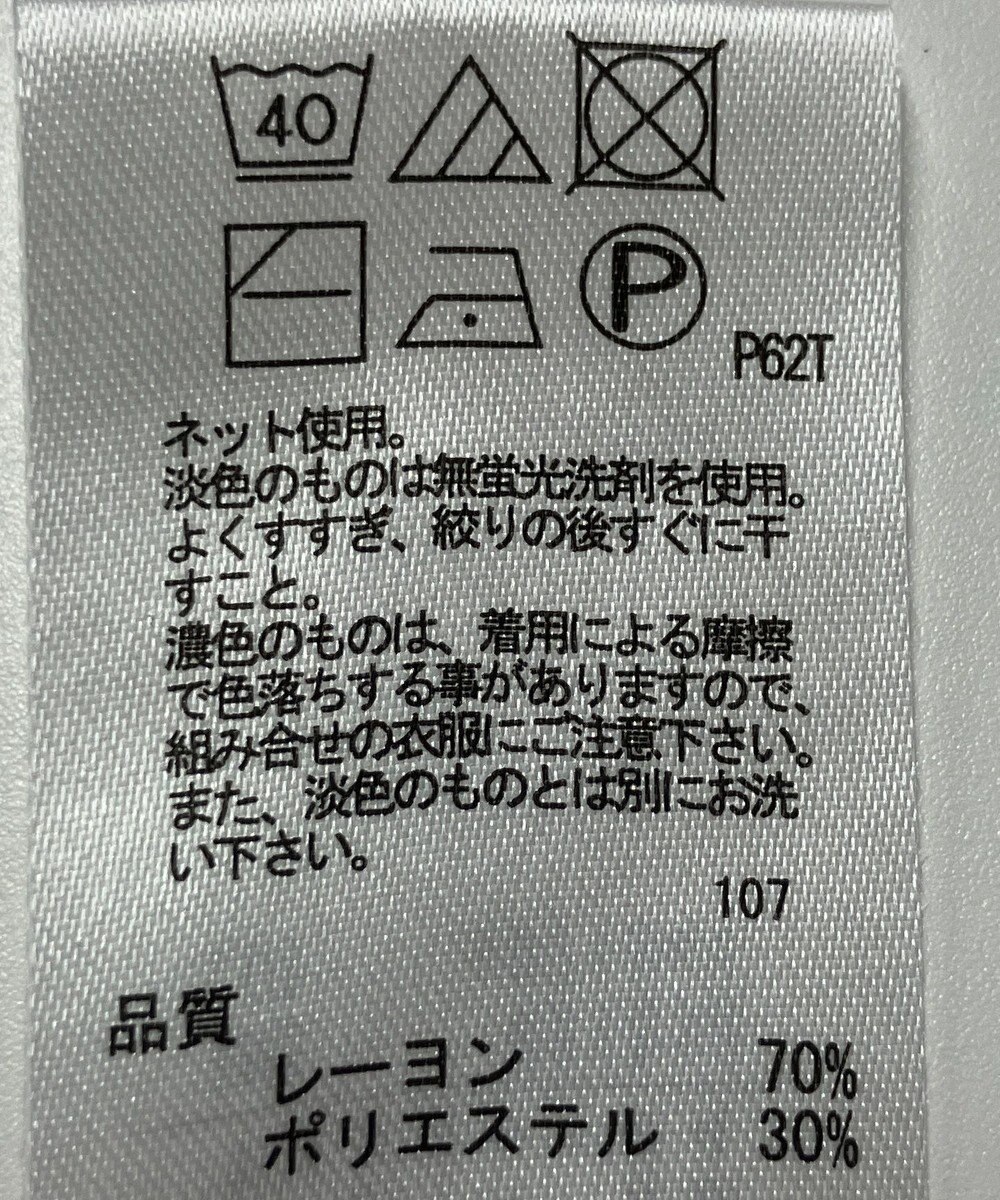 40
P
P62T
ネット使用。
淡色のものは無蛍光洗剤を使用。
よくすすぎ、絞りの後すぐに干
すこと。
濃色のものは、着用による摩擦
で色落ちする事がありますので、
組み合せの衣服にご注意下さい。
また、淡色のものとは別にお洗
い下さい。
107
品質
レーヨン 70%
ポリエステル 30%